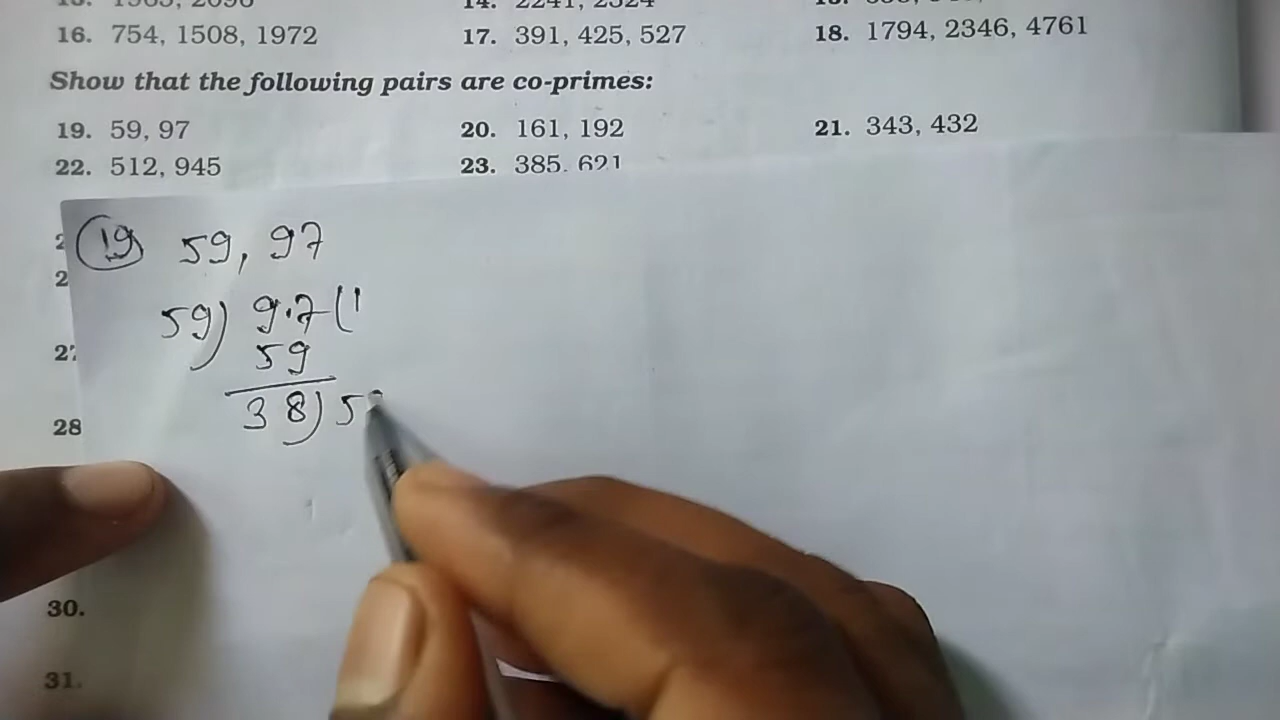 16. 754, 1508, 1972 17. 391, 425, 527 18. 1794, 2346, 4761
Show that the following pairs are co-primes:
19. 59, 97 20. 161, 192 21. 343, 432
22. 512, 945 23. 385, 621
19 59, 97
59) 97 (1
59
38) 5
28
30.
31.